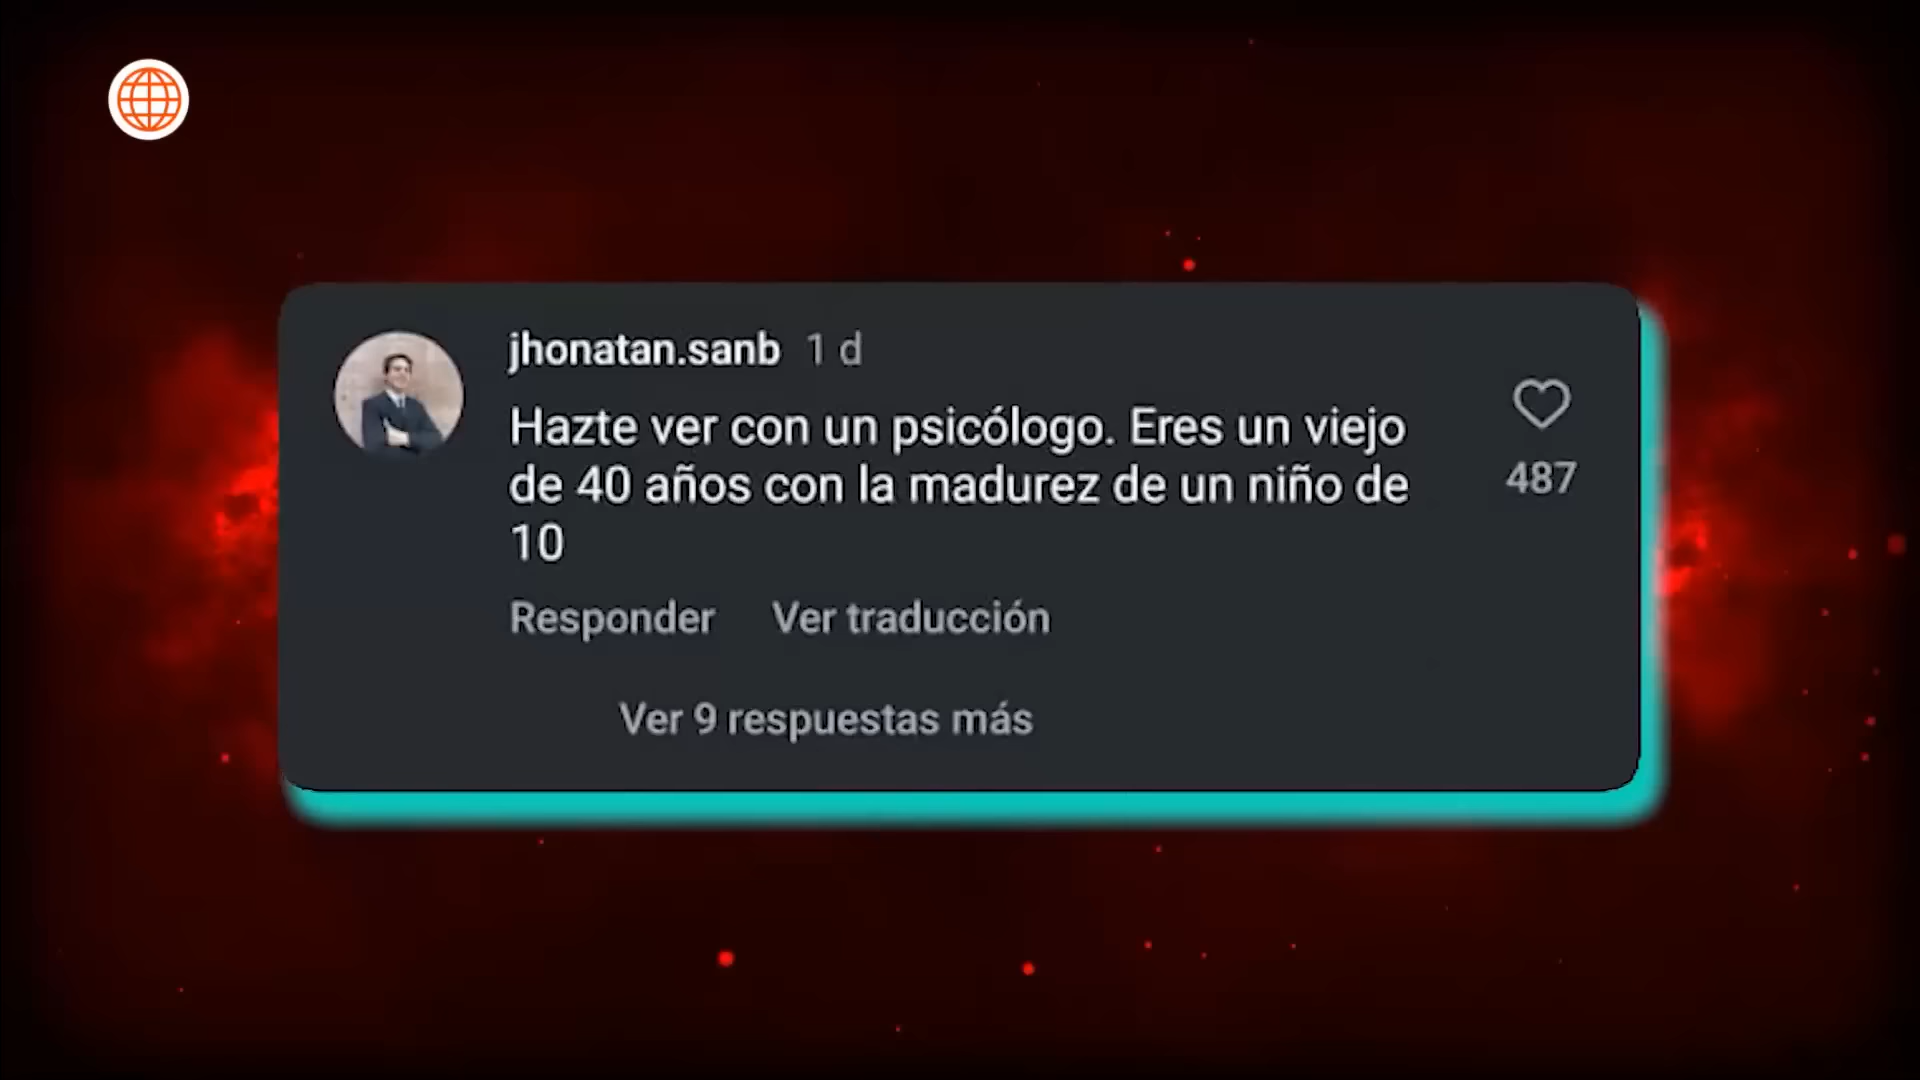 jhonatan.sanb 1 d
Hazte ver con un psicólogo. Eres un viejo
de 40 años con la madurez de un niño de
10
487
Responder Ver traducción
Ver 9 respuestas más